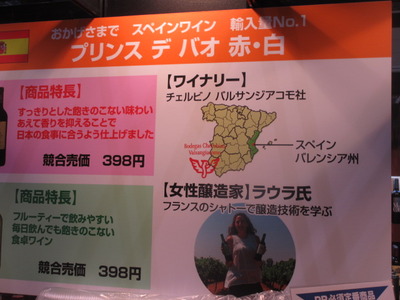 おかげさまで スペインワイン 輸入量No.1
プリンス デ バオ 赤・白
【商品特長】
すっきりとした飽きのこない味わい
あえて香りを抑えることで
日本の食事に合うよう仕上げました
競合売価 398円
【商品特長】
フルーティーで飲みやすい
毎日飲んでも飽きのこない
食卓ワイン
競合売価 398円
【ワイナリー】
チェルビノ バルサンジアコモ社
Bodegas
スペイン
バレンシア州
【女性醸造家】ラウラ氏
フランスのシャトーで醸造技術を学ぶ